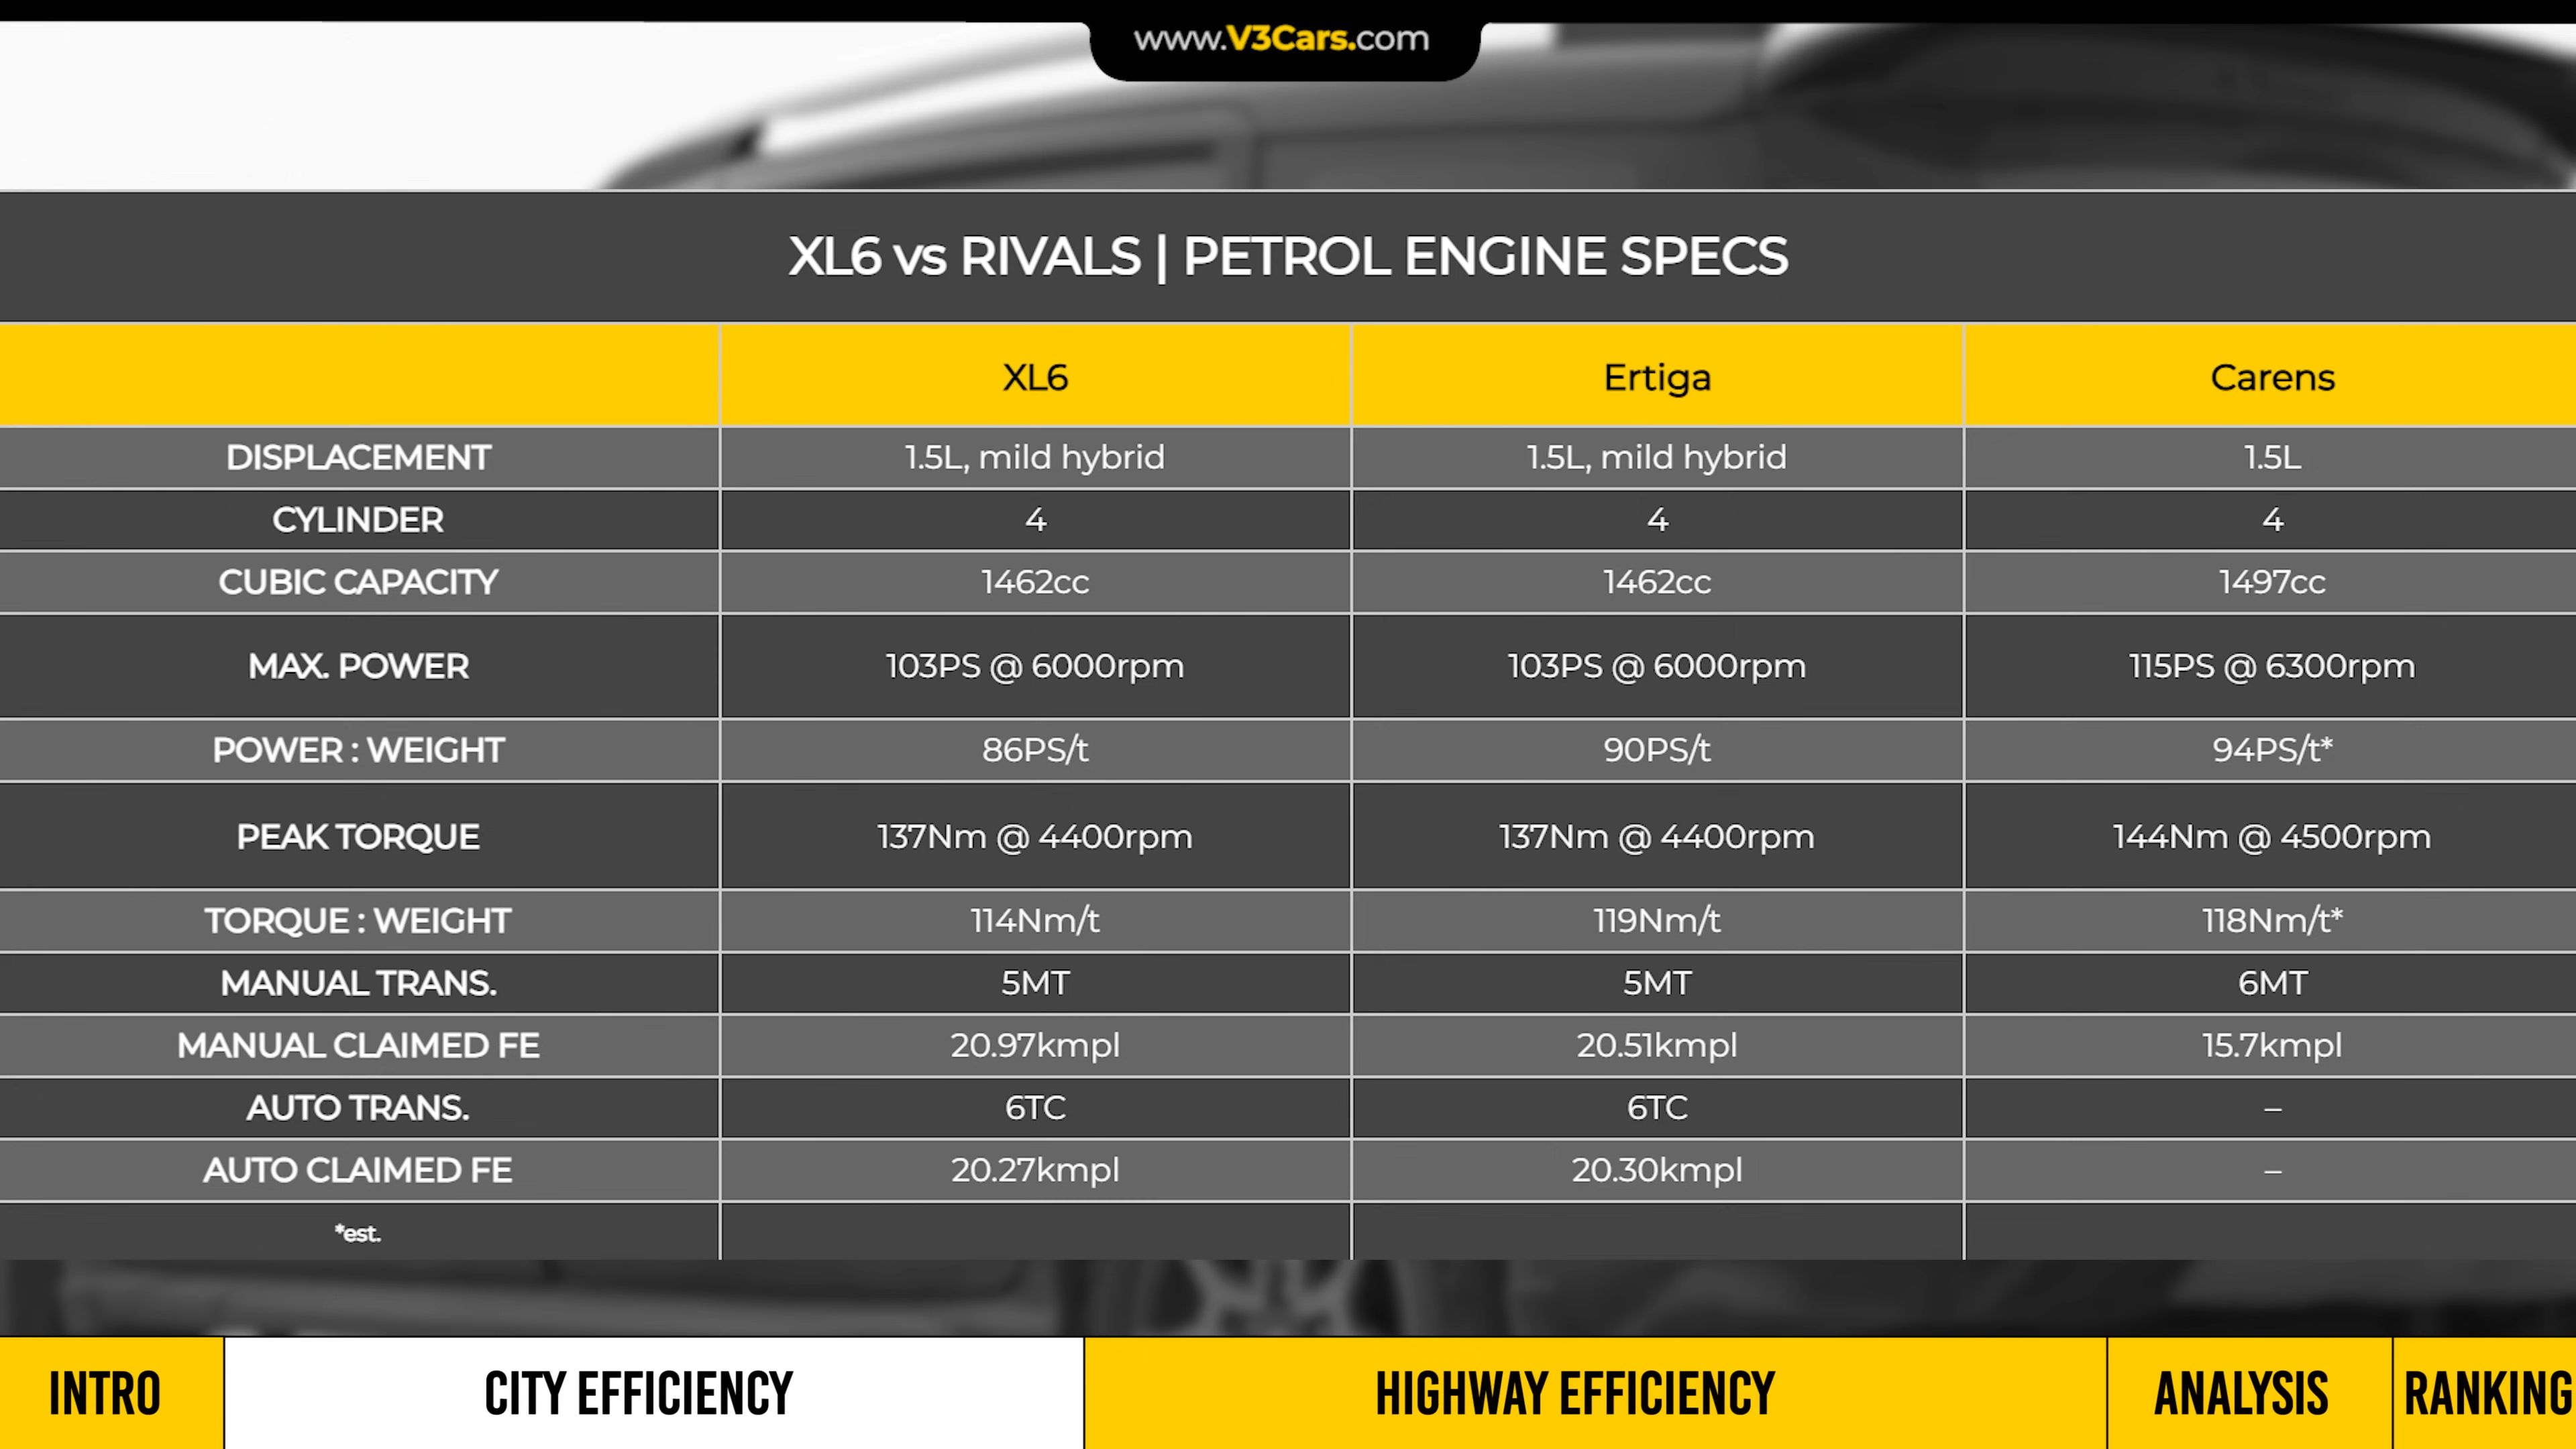 www.V3Cars.com
XL6 vs RIVALS | PETROL ENGINE SPECS
XL6 Ertiga Carens
DISPLACEMENT 1.5L, mild hybrid 1.5L, mild hybrid 1.5L
CYLINDER 4 4 4
CUBIC CAPACITY 1462cc 1462cc 1497cc
MAX. POWER 103PS @ 6000rpm 103PS @ 6000rpm 115PS @ 6300rpm
POWER : WEIGHT 86PS/t 90PS/t 94PS/t*
PEAK TORQUE 137Nm @ 4400rpm 137Nm @ 4400rpm 144Nm @ 4500rpm
TORQUE : WEIGHT 114Nm/t 119Nm/t 118Nm/t*
MANUAL TRANS. 5MT 5MT 6MT
MANUAL CLAIMED FE 20.97kmpl 20.51kmpl 15.7kmpl
AUTO TRANS. 6TC 6TC –
AUTO CLAIMED FE 20.27kmpl 20.30kmpl –
*est.
INTRO CITY EFFICIENCY HIGHWAY EFFICIENCY ANALYSIS RANKING